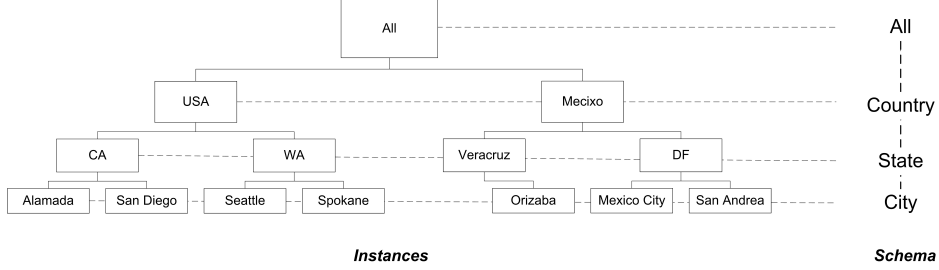 All
All
USA
Mecixo
Country
CA
WA
Veracruz
DF
State
Alamada
San Diego
Seattle
Spokane
Orizaba
Mexico City
San Andrea
City
Instances
Schema